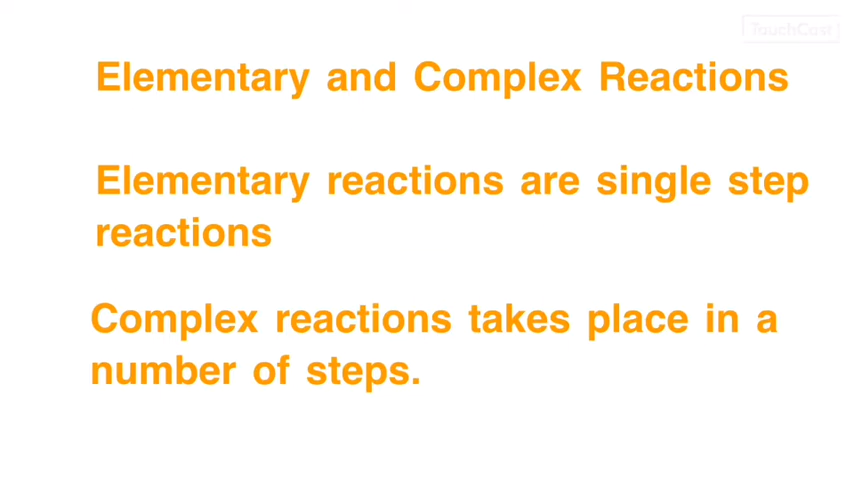 TouchCast
Elementary and Complex Reactions
Elementary reactions are single step
reactions
Complex reactions takes place in a
number of steps.